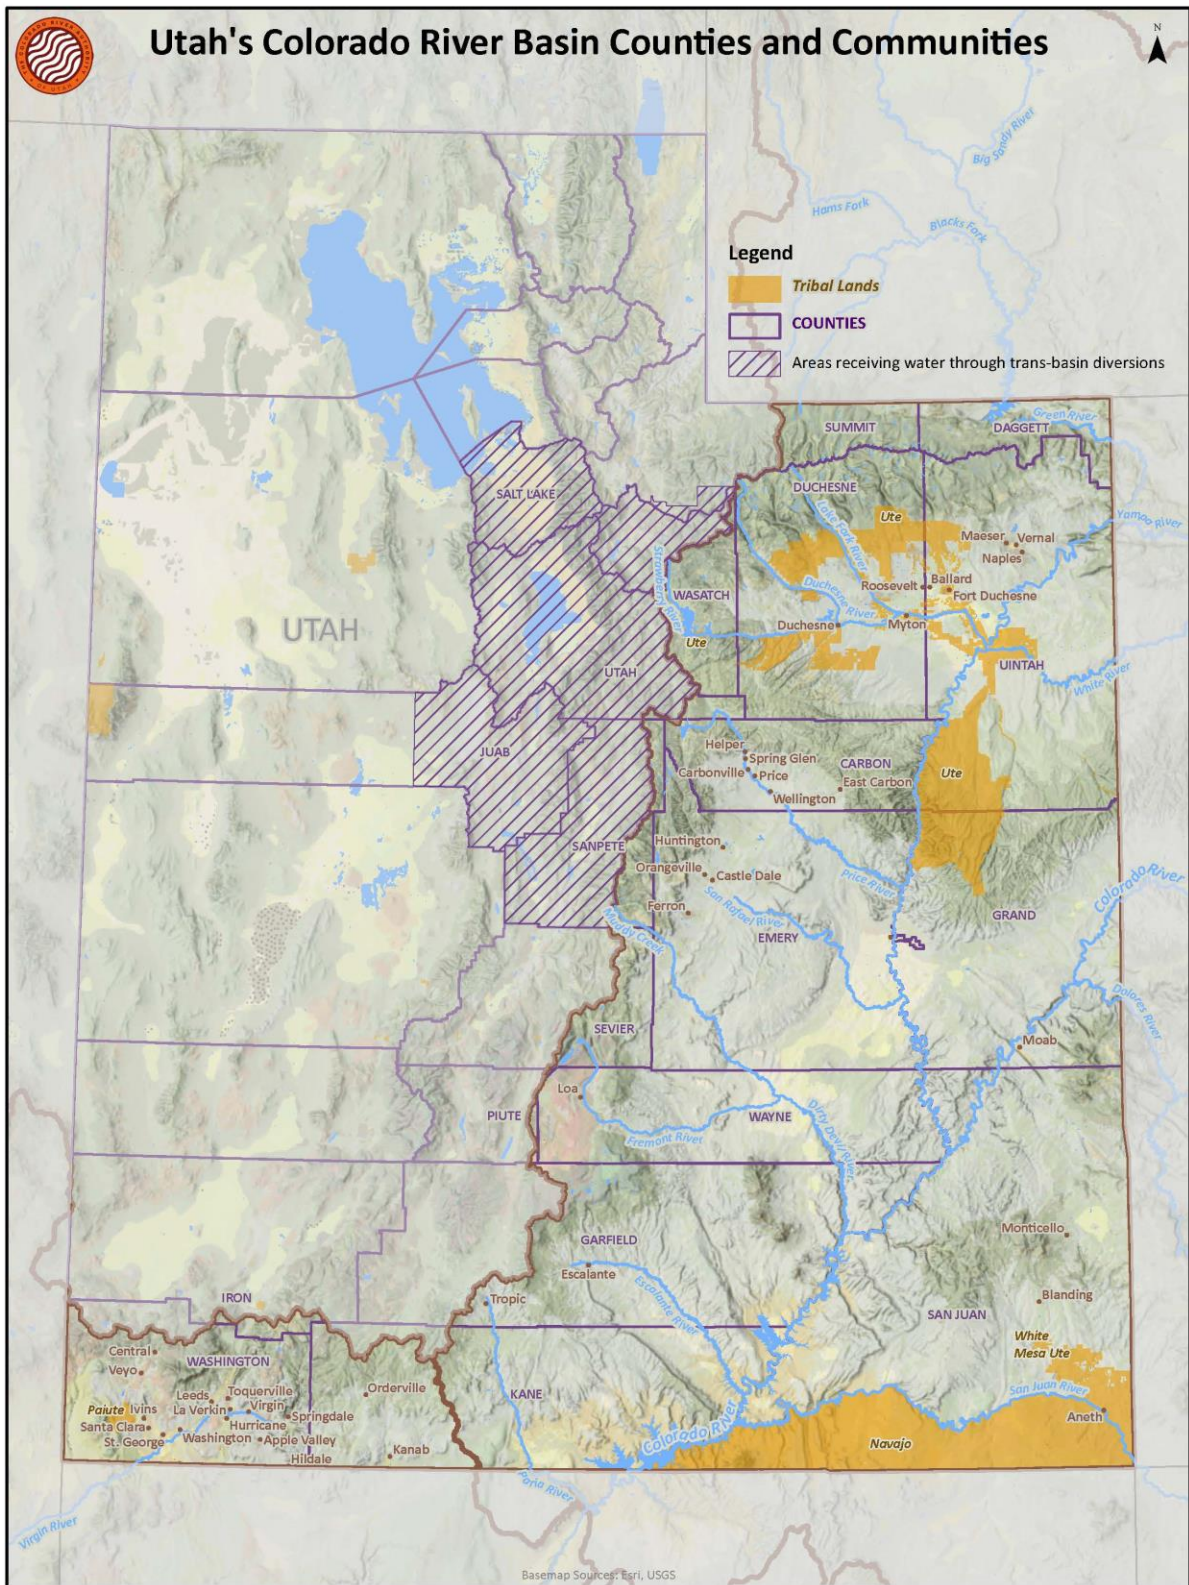 Utah's Colorado River Basin Counties and Communities
N
THE COLORADO RIVER AUTHORITY
OF UTAH
Big Sandy River
Hams Fork
Blacks Fork
Legend
Tribal Lands
COUNTIES
Areas receiving water through trans-basin diversions
SUMMIT
DAGGETT
Green River
SALT LAKE
DUCHESNE
Lake Fork River
Ute
Yampa River
Maeser
Vernal
Naples
Strawberry River
WASATCH
Duchesne River
Roosevelt
Ballard
Fort Duchesne
Duchesne
Myton
UTAH
Ute
UTAH
UINTAH
White River
JUAB
Helper
Spring Glen
Carbonville
Price
CARBON
East Carbon
Wellington
Ute
SANPETE
Huntington
Orangeville
Castle Dale
Price River
Ferron
San Rafael River
Colorado River
GRAND
Muddy Creek
EMERY
Dolores River
SEVIER
Moab
Loa
PIUTE
WAYNE
Fremont River
Dirty Devil River
GARFIELD
Monticello
Escalante
Escalante River
IRON
Tropic
Blanding
SAN JUAN
White
Mesa Ute
Central
WASHINGTON
Veyo
Orderville
KANE
San Juan River
Leeds
Toquerville
La Verkin
Virgin
Paiute
Ivins
Springdale
Santa Clara
Hurricane
St. George
Washington
Apple Valley
Hildale
Kanab
Colorado River
Navajo
Aneth
Paria River
Virgin River
Basemap Sources: Esri, USGS